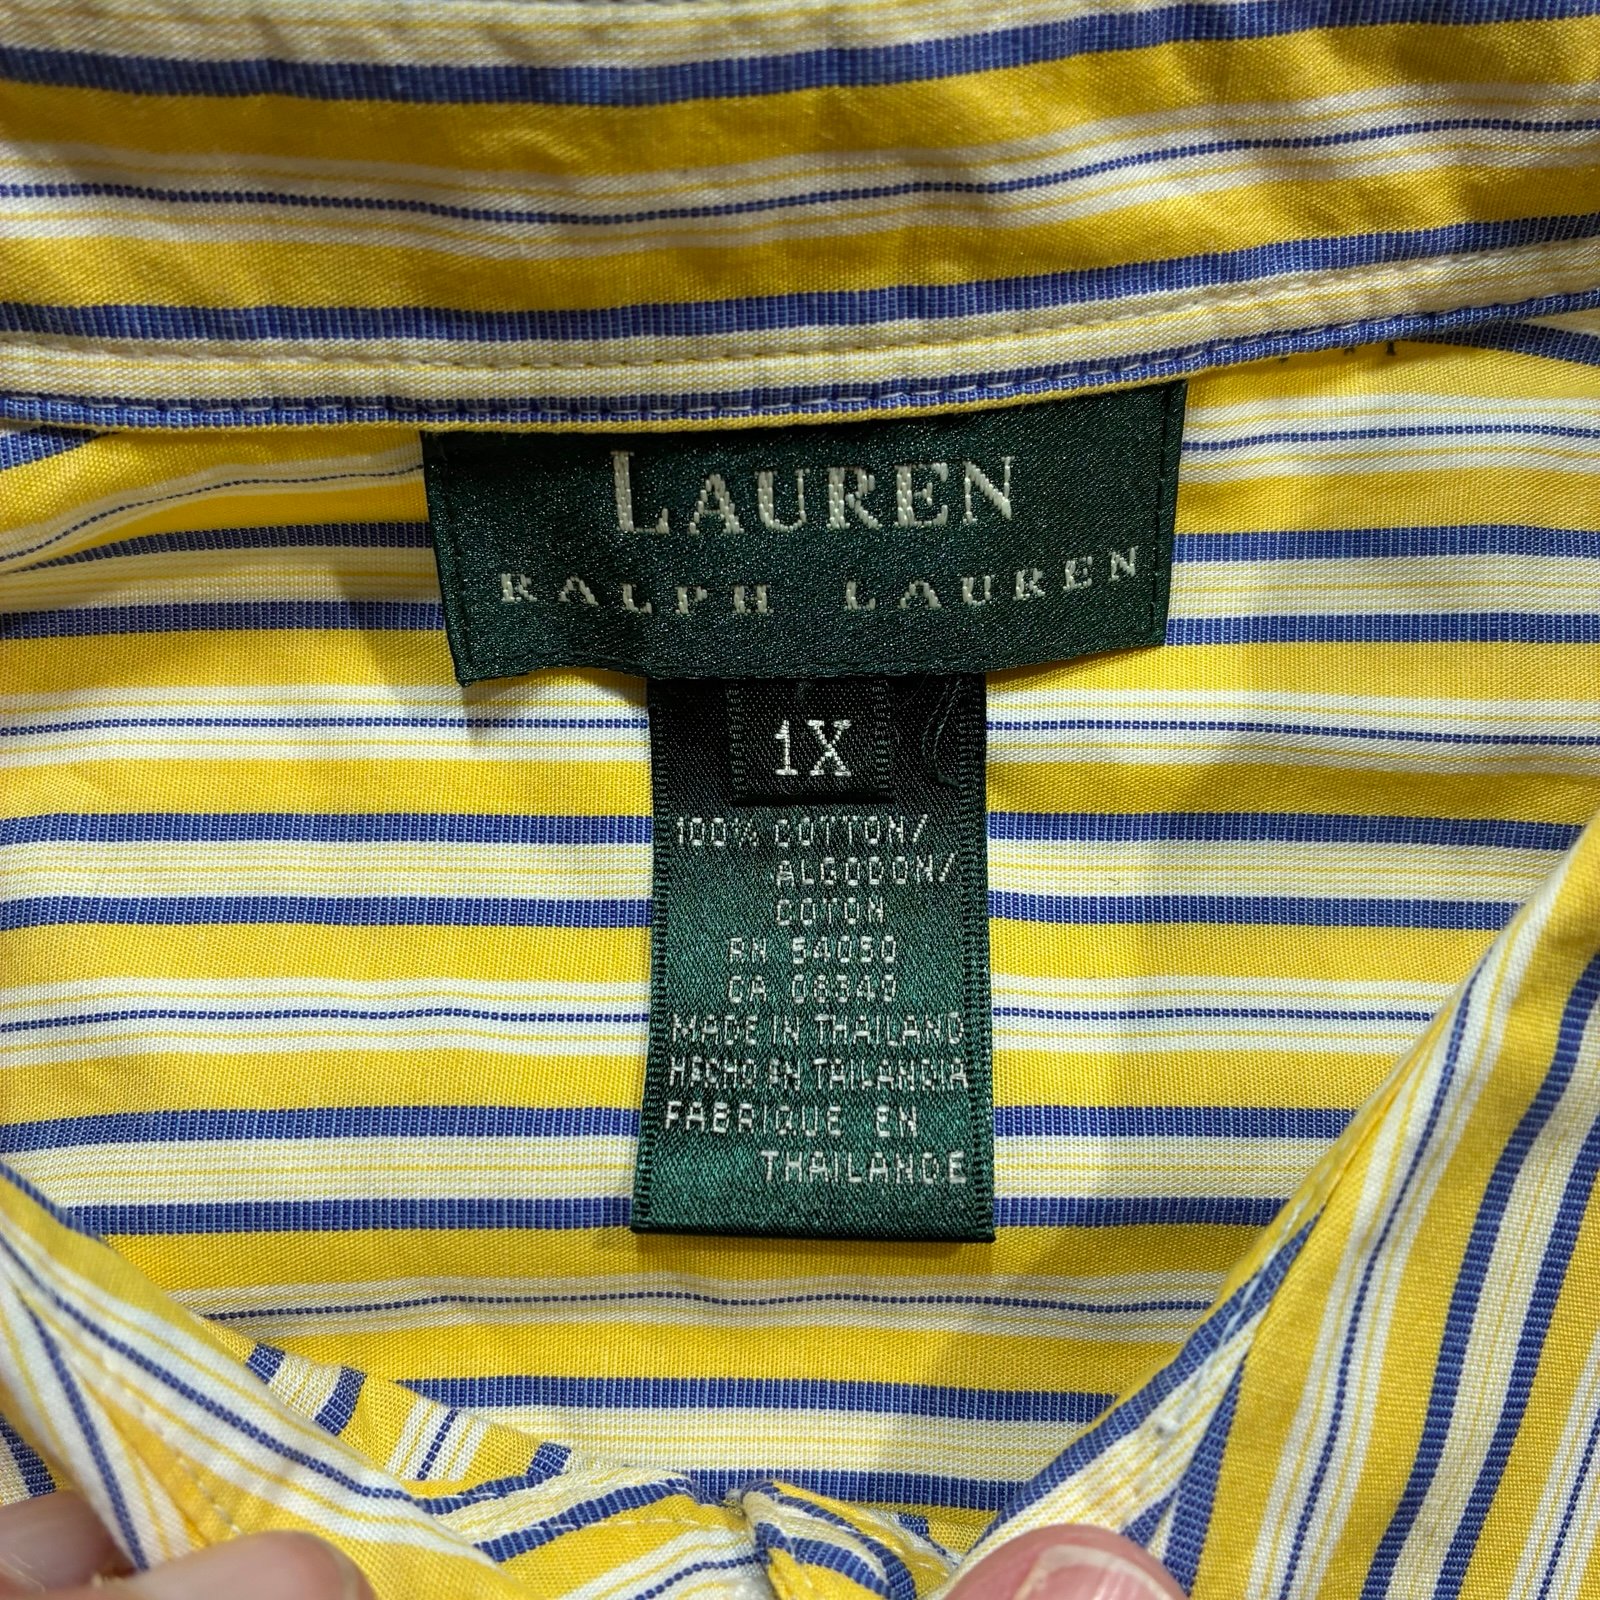 LAUREN
RALPH LAUREN
1X
100% COTTON/
ALGODON/
COTON
RN 54050
CA 08340
MADE IN THAILAND
HECHO EN TAILANDIA
FABRIQUE EN
THAILANDE